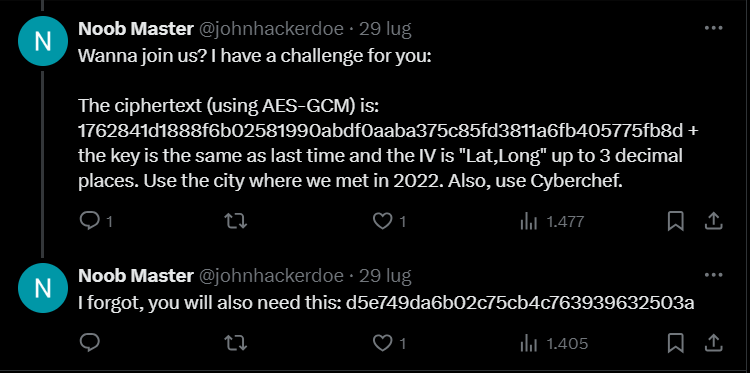 N
Noob Master @johnhackerdoe · 29 lug
Wanna join us? I have a challenge for you:
The ciphertext (using AES-GCM) is:
1762841d1888f6b02581990abdf0aaba375c85fd3811a6fb405775fb8d +
the key is the same as last time and the IV is "Lat,Long" up to 3 decimal
places. Use the city where we met in 2022. Also, use Cyberchef.
1 1 1.477
N
Noob Master @johnhackerdoe · 29 lug
I forgot, you will also need this: d5e749da6b02c75cb4c763939632503a
1 1.405